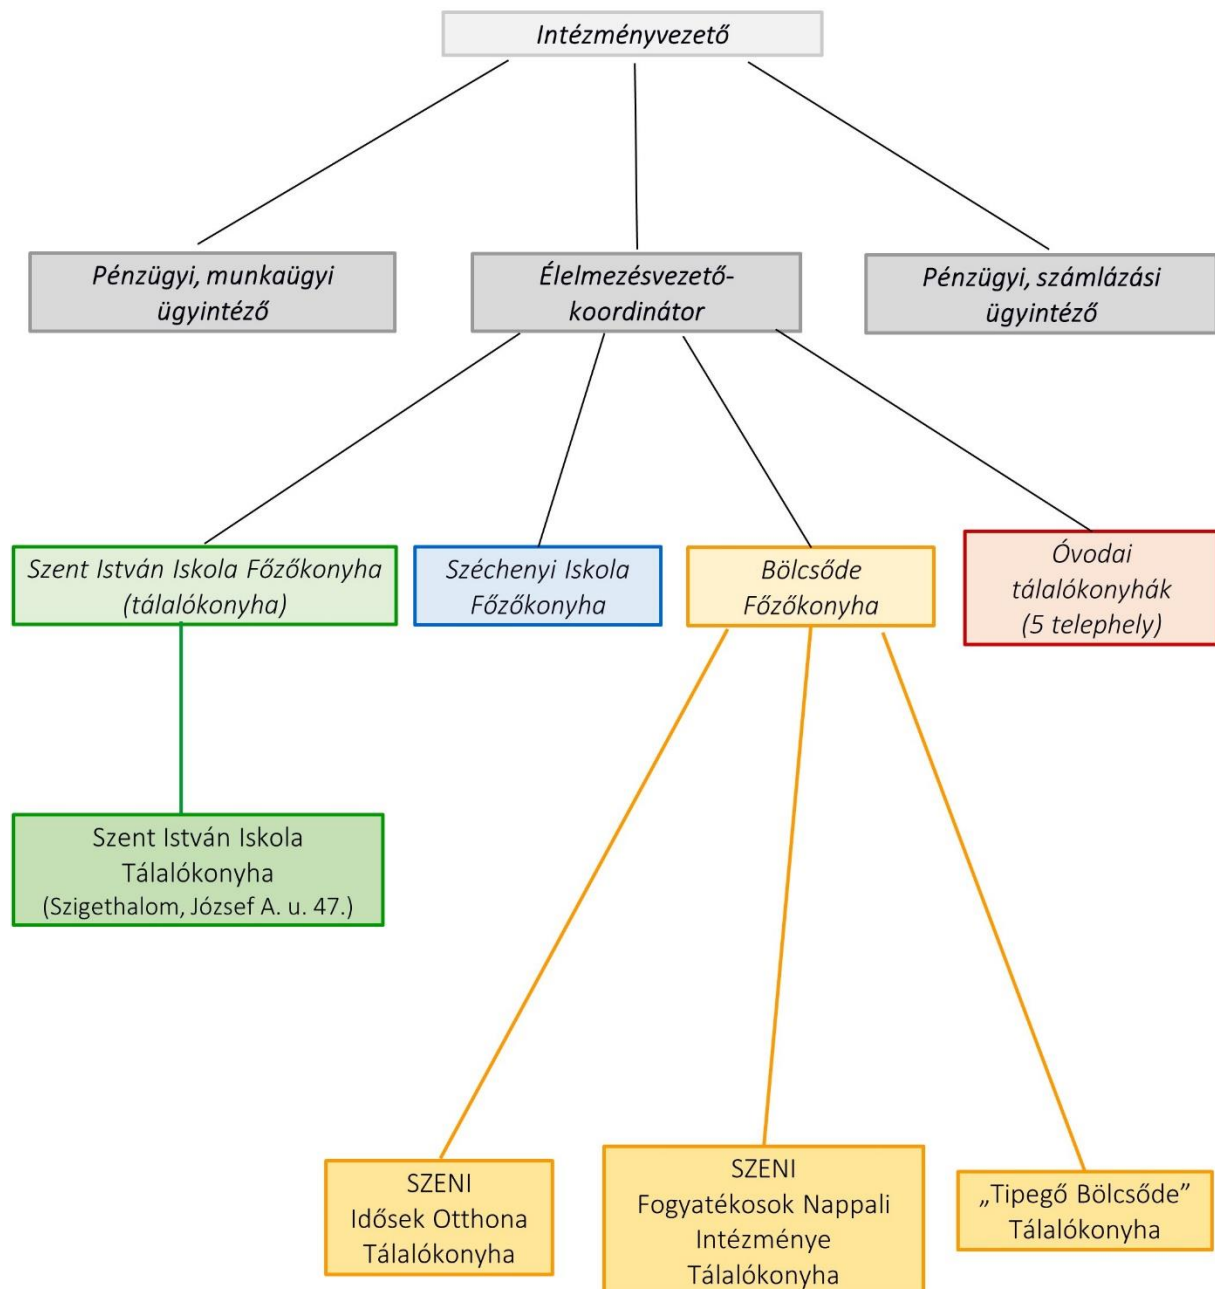 Intézményvezető
Pénzügyi, munkaügyi
ügyintéző
Élelmezésvezető-
koordinátor
Pénzügyi, számlázási
ügyintéző
Szent István Iskola Főzőkonyha
(tálalókonyha)
Széchenyi Iskola
Főzőkonyha
Bölcsőde
Főzőkonyha
Óvodai
tálalókonyhák
(5 telephely)
Szent István Iskola
Tálalókonyha
(Szigethalom, József A. u. 47.)
SZENI
Idősek Otthona
Tálalókonyha
SZENI
Fogyatékosok Nappali
Intézménye
Tálalókonyha
„Tipegő Bölcsőde”
Tálalókonyha